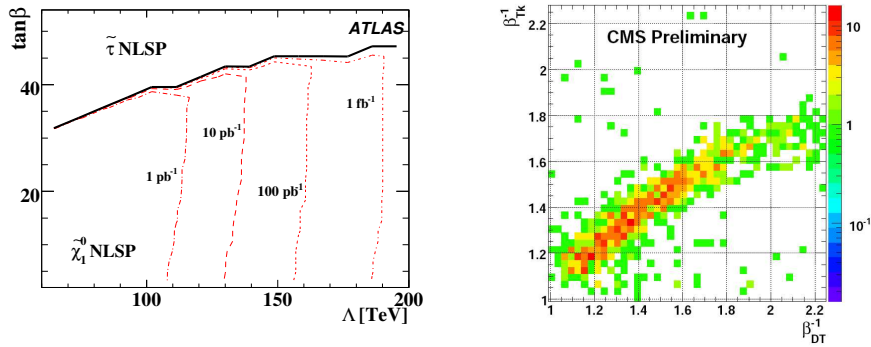 tanβ
40
20
τ̃ NLSP
ATLAS
1 pb⁻¹
10 pb⁻¹
100 pb⁻¹
1 fb⁻¹
χ̃₁⁰ NLSP
100 150 200
Λ [TeV]
β⁻¹Tk
CMS Preliminary
2.2
2
1.8
1.6
1.4
1.2
1
1 1.2 1.4 1.6 1.8 2 2.2
β⁻¹DT
10
1
10⁻¹